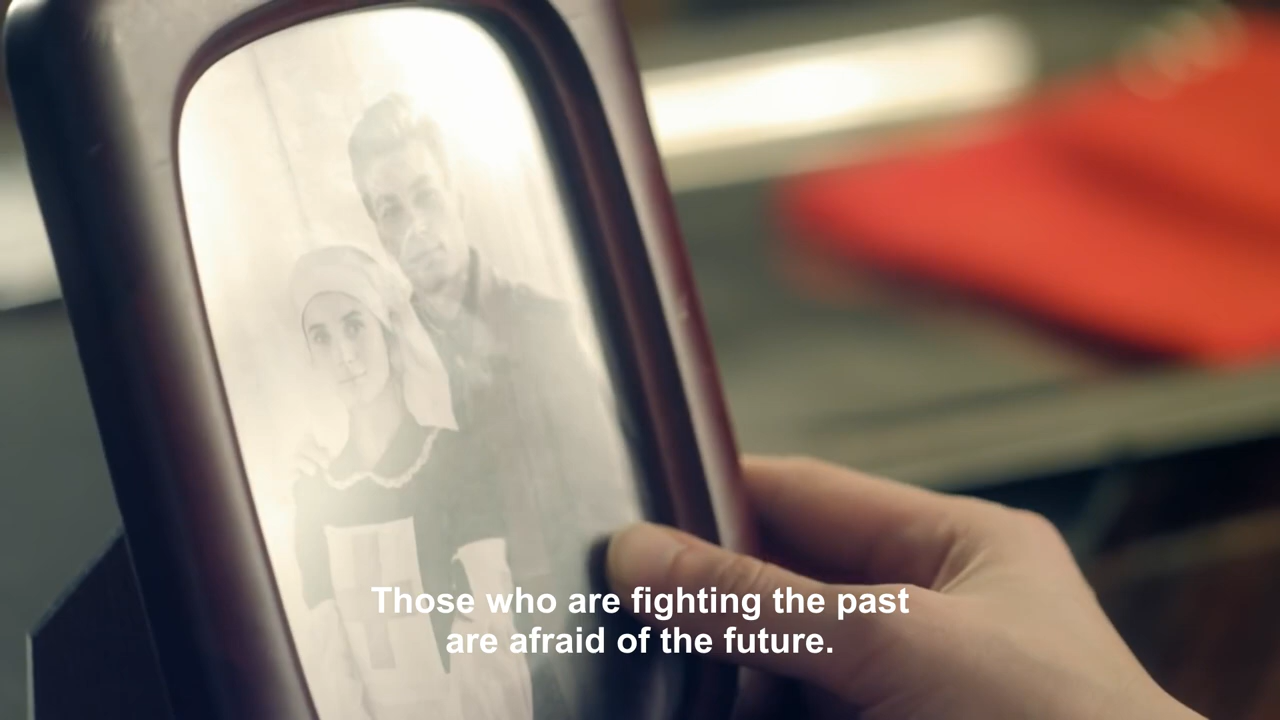 Those who are fighting the past
are afraid of the future.